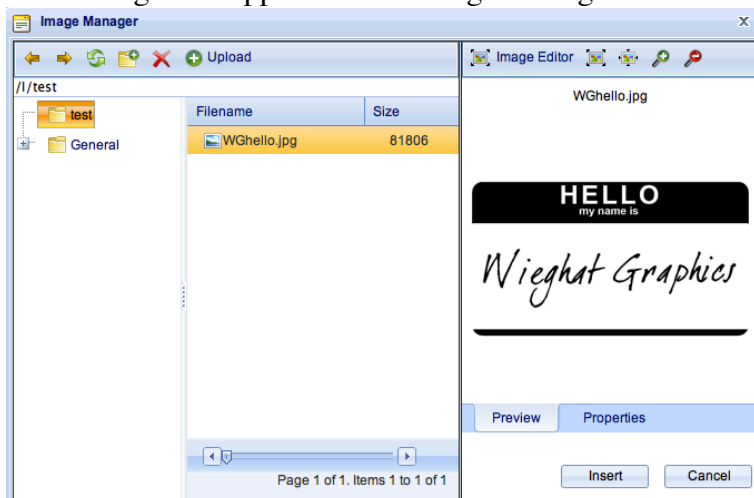 Image Manager
x
Upload
Image Editor
/I/test
test
General
Filename Size
WGhello.jpg 81806
WGhello.jpg
HELLO
my name is
Wieghat Graphics
Preview Properties
Page 1 of 1. Items 1 to 1 of 1
Insert Cancel